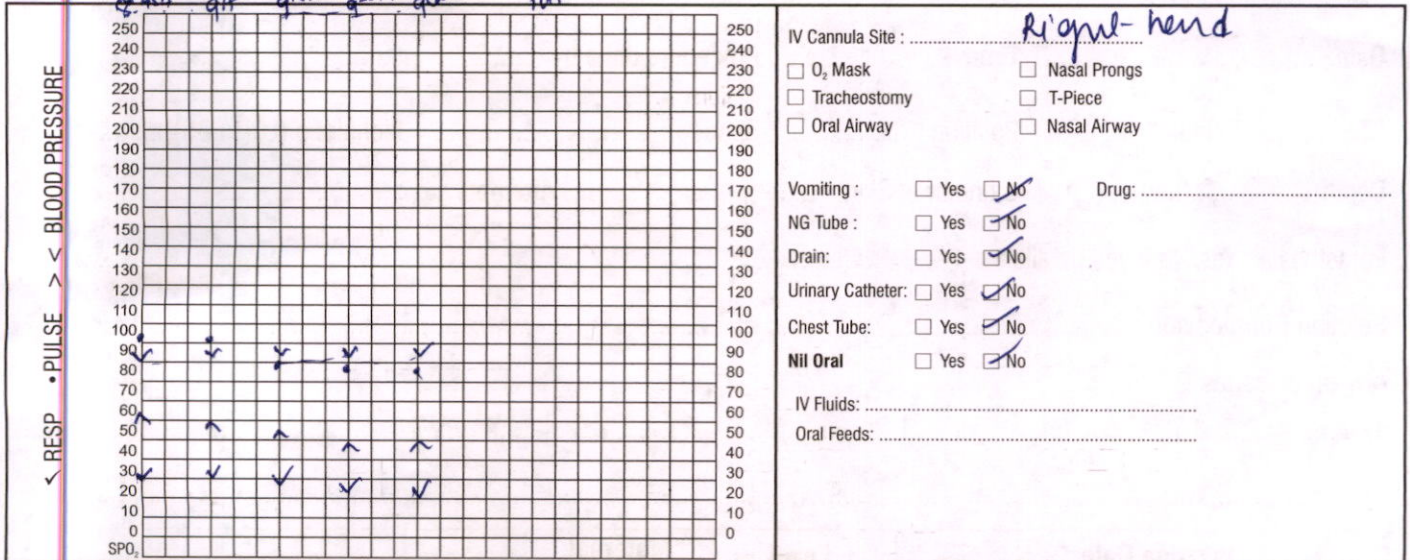 250 250
240 240
230 230
220 220
210 210
200 200
190 190
180 180
170 170
160 160
150 150
140 140
130 130
120 120
110 110
100 100
90 90
80 80
70 70
60 60
50 50
40 40
30 30
20 20
10 10
0 0
SPO₂
✓ RESP • PULSE > < BLOOD PRESSURE
IV Cannula Site :
O₂ Mask Nasal Prongs
Tracheostomy T-Piece
Oral Airway Nasal Airway
Vomiting : Yes No Drug:
NG Tube : Yes No
Drain: Yes No
Urinary Catheter: Yes No
Chest Tube: Yes No
Nil Oral Yes No
IV Fluids:
Oral Feeds: